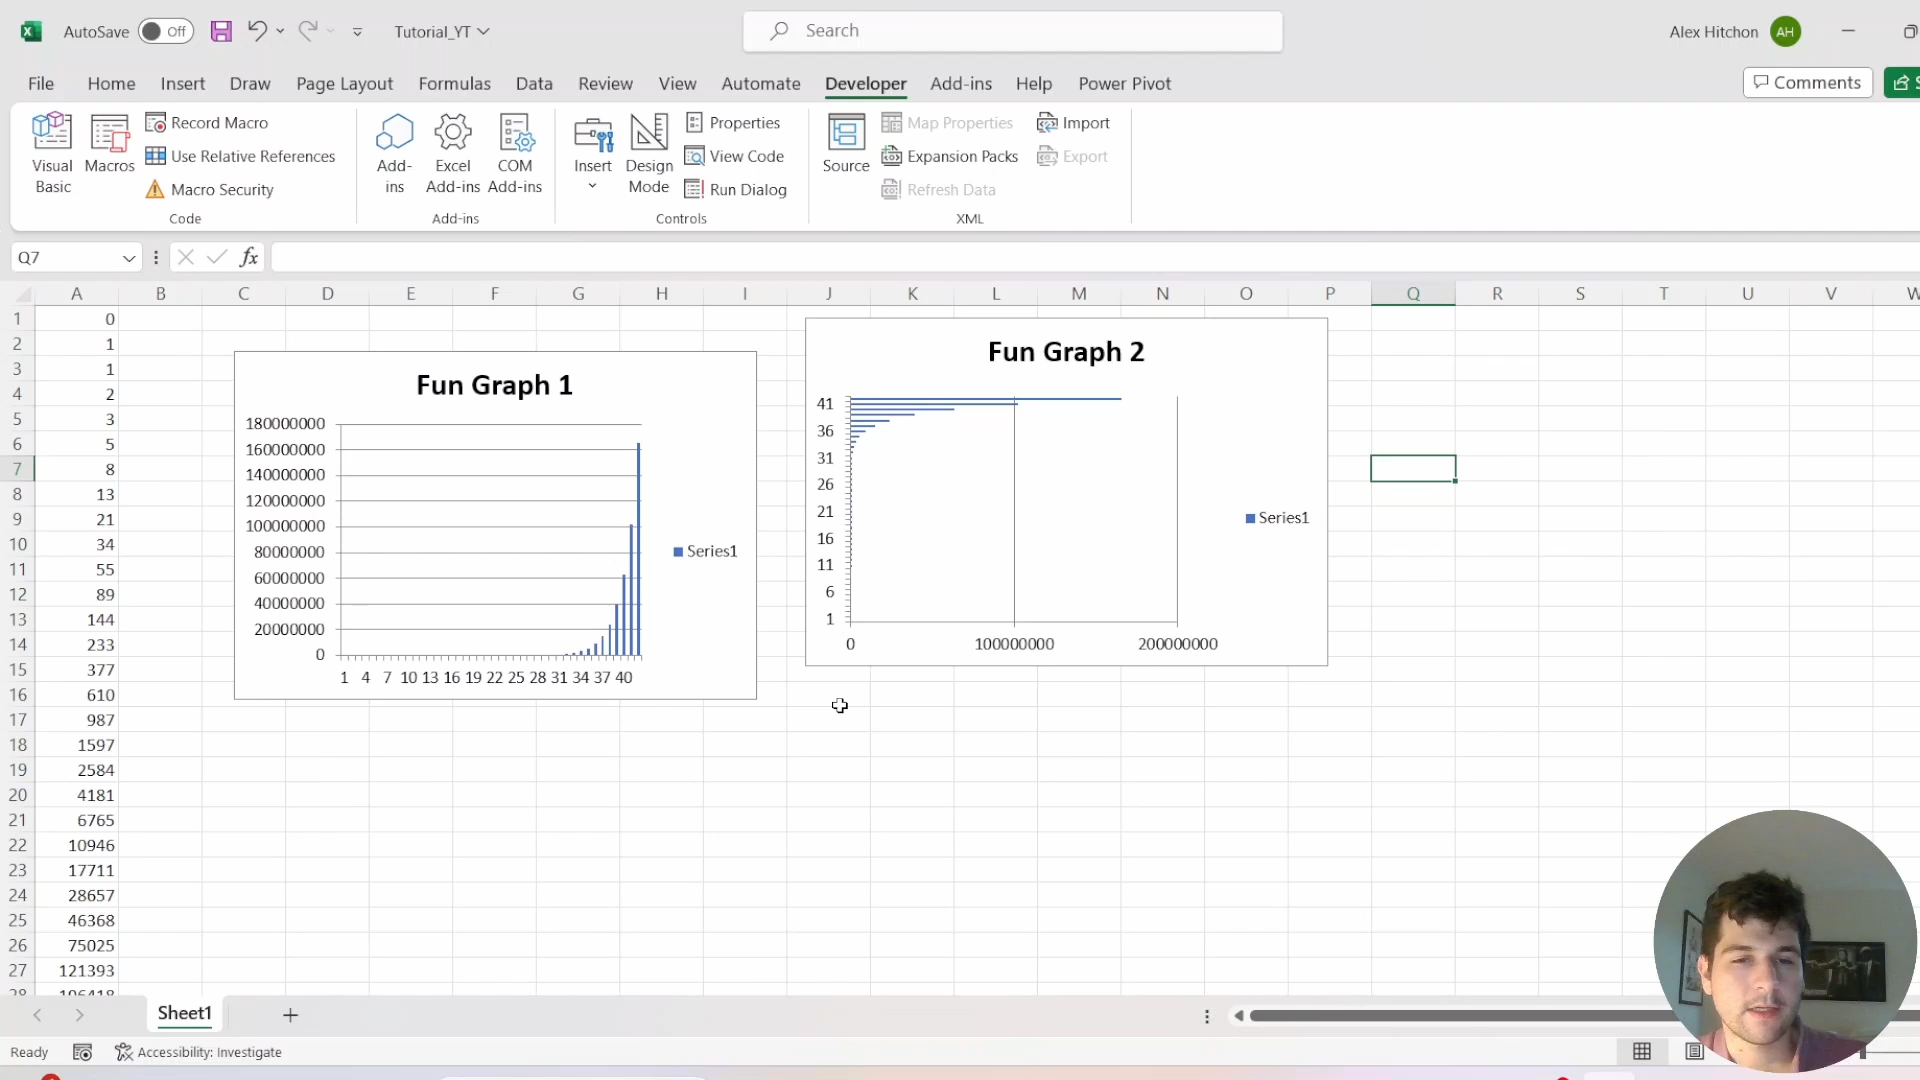 AutoSave Off Tutorial_YT Search Alex Hitchon AH
File Home Insert Draw Page Layout Formulas Data Review View Automate Developer Add-ins Help Power Pivot Comments
Visual Basic
Macros
Record Macro
Use Relative References
Macro Security
Code
Add-ins
Excel Add-ins
COM Add-ins
Add-ins
Insert
Design Mode
Properties
View Code
Run Dialog
Controls
Source
Map Properties
Expansion Packs
Refresh Data
Import
Export
XML
Q7 fx
A B C D E F G H I J K L M N O P Q R S T U V W
1 0
2 1
3 1
4 2
5 3
6 5
7 8
8 13
9 21
10 34
11 55
12 89
13 144
14 233
15 377
16 610
17 987
18 1597
19 2584
20 4181
21 6765
22 10946
23 17711
24 28657
25 46368
26 75025
27 121393
28 196418
Fun Graph 1
180000000
160000000
140000000
120000000
100000000
80000000
60000000
40000000
20000000
0
1 4 7 10 13 16 19 22 25 28 31 34 37 40
Series1
Fun Graph 2
41
36
31
26
21
16
11
6
1
0 100000000 200000000
Series1
Sheet1
Ready Accessibility: Investigate